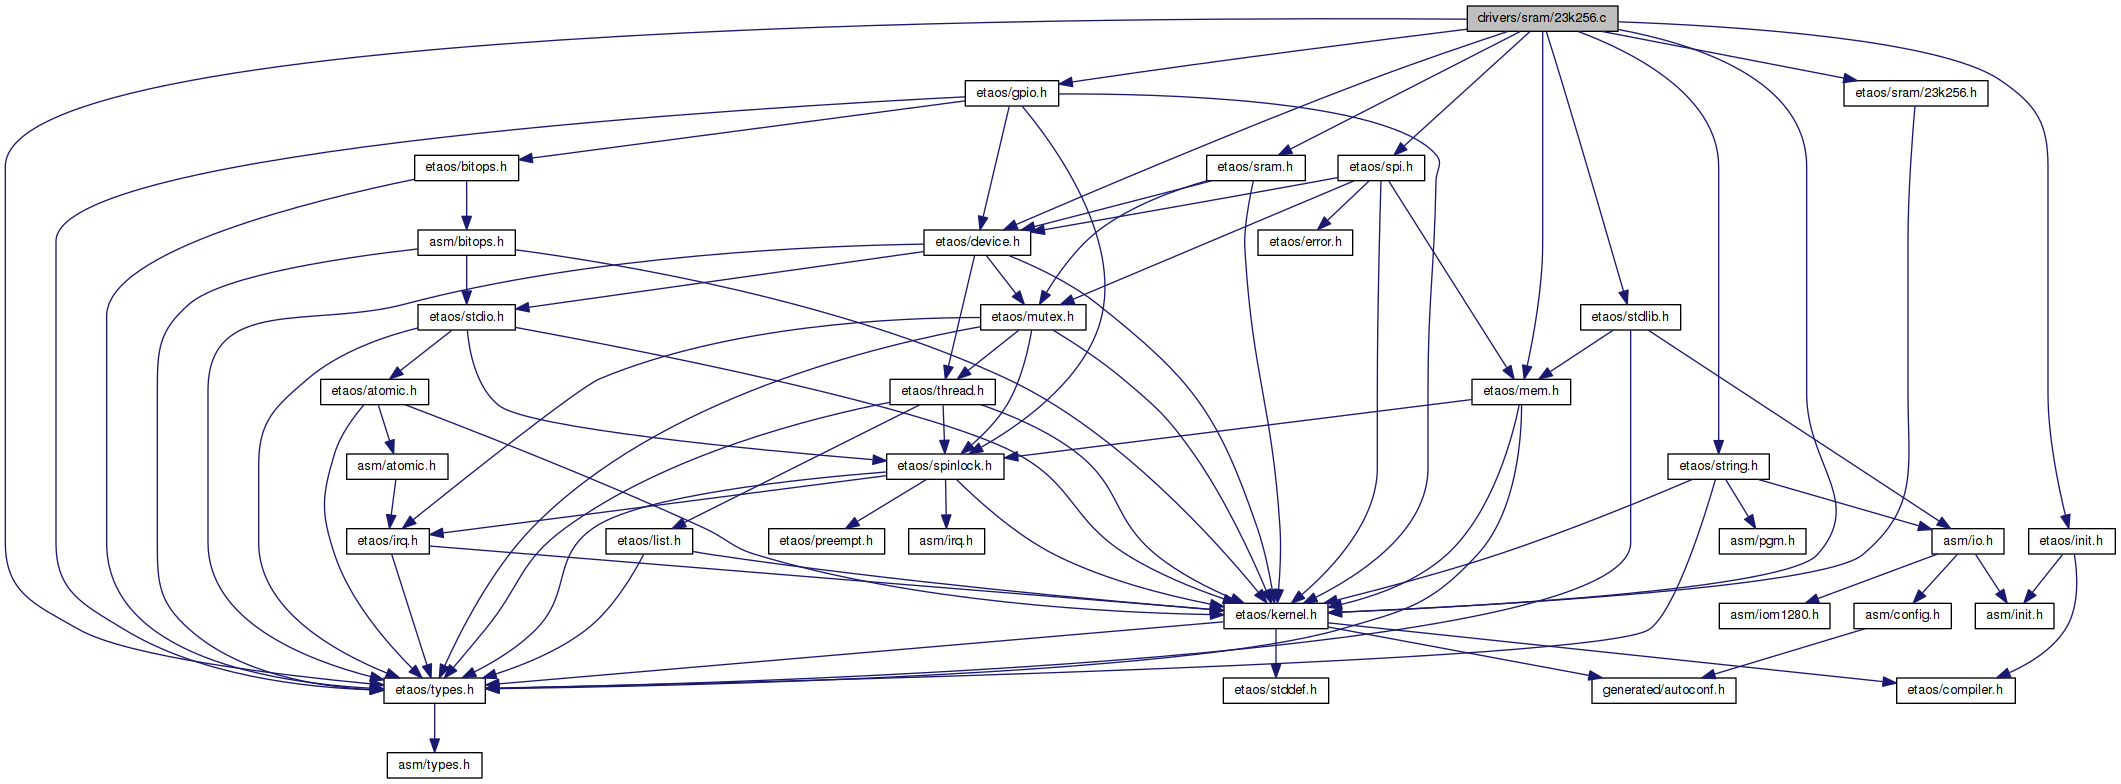 drivers/sram/23k256.c
etaos/gpio.h
etaos/sram/23k256.h
etaos/bitops.h
etaos/sram.h
etaos/spi.h
asm/bitops.h
etaos/device.h
etaos/error.h
etaos/stdio.h
etaos/mutex.h
etaos/stdlib.h
etaos/atomic.h
etaos/thread.h
etaos/mem.h
asm/atomic.h
etaos/spinlock.h
etaos/string.h
etaos/irq.h
etaos/list.h
etaos/preempt.h
asm/irq.h
asm/pgm.h
asm/io.h
etaos/init.h
etaos/kernel.h
asm/iom1280.h
asm/config.h
asm/init.h
etaos/types.h
etaos/stddef.h
generated/autoconf.h
etaos/compiler.h
asm/types.h